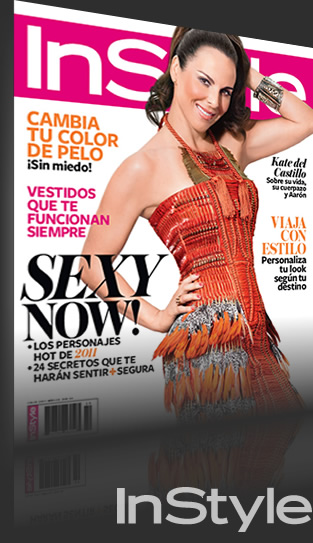 InStyle
CAMBIA
TU COLOR
DE PELO
¡Sin miedo!
VESTIDOS
QUE TE
FUNCIONAN
SIEMPRE
Kate del
Castillo
Sobre su vida,
su cuerpazo
y Aarón
VIAJA
CON
ESTILO
Personaliza
tu look
según tu
destino
SEXY
NOW!
• LOS PERSONAJES
HOT DE 2011
• 24 SECRETOS QUE TE
HARÁN SENTIR+SEGURA
InStyle
InStyle